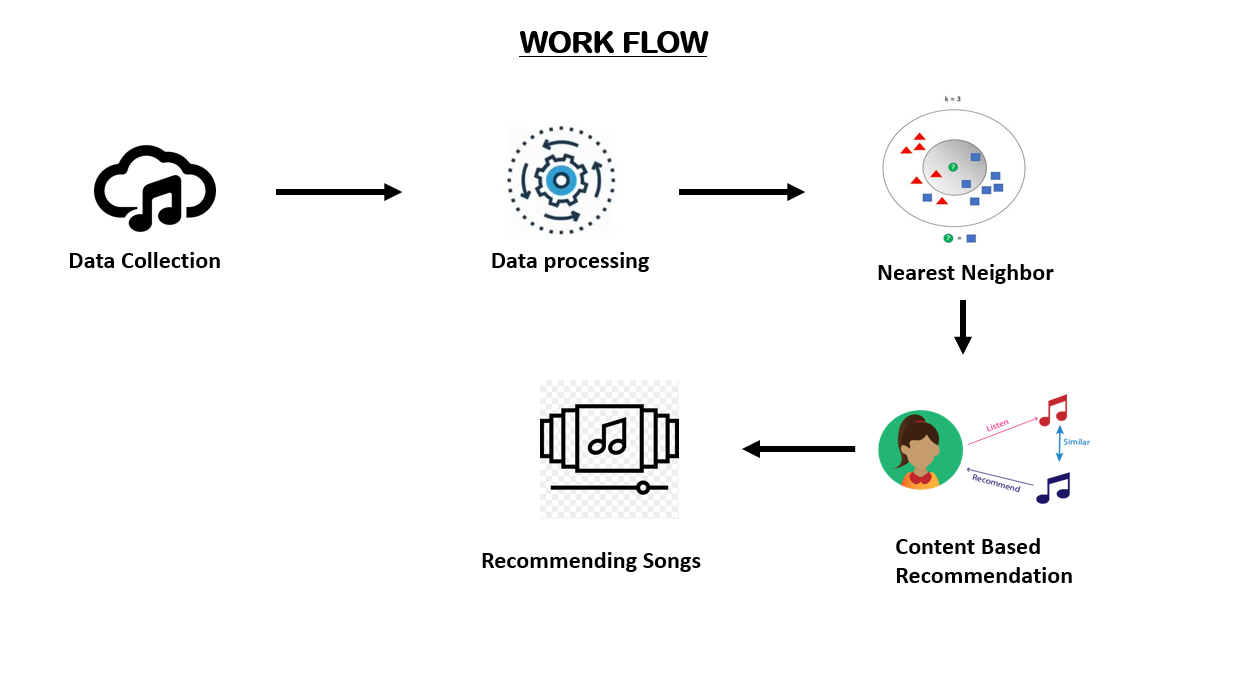 WORK FLOW
k = 3
? = 
Data Collection
Data processing
Nearest Neighbor
Listen
Similar
Recommend
Recommending Songs
Content Based
Recommendation